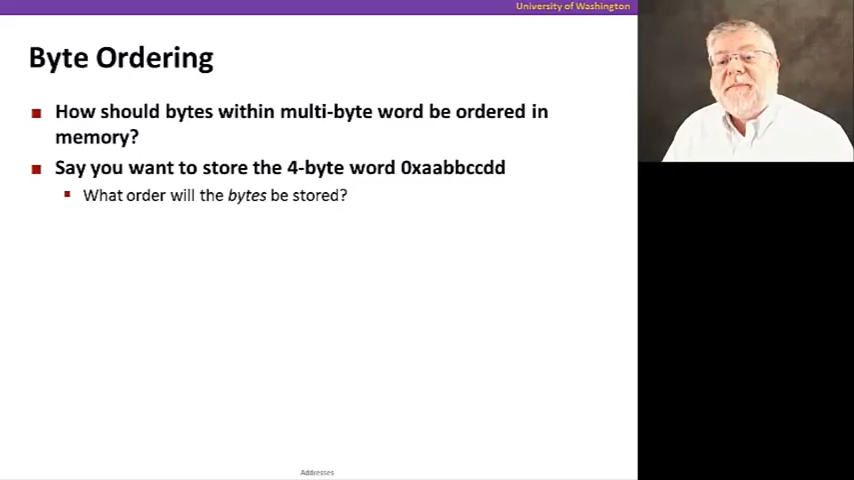 University of Washington
Byte Ordering
How should bytes within multi-byte word be ordered in
memory?
Say you want to store the 4-byte word 0xaabbccdd
What order will the bytes be stored?
Addresses